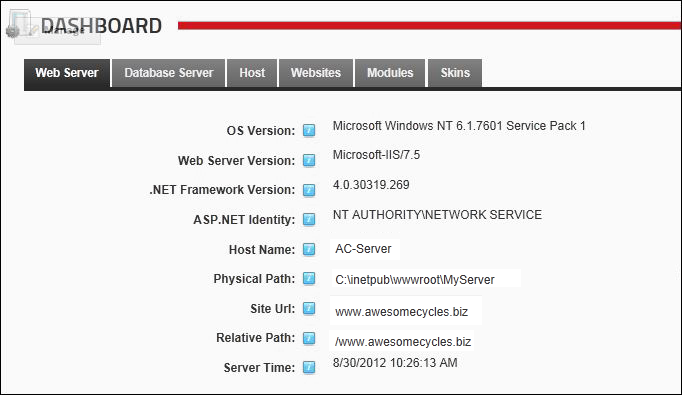 DASHBOARD
Manage
Web Server Database Server Host Websites Modules Skins
OS Version: Microsoft Windows NT 6.1.7601 Service Pack 1
Web Server Version: Microsoft-IIS/7.5
.NET Framework Version: 4.0.30319.269
ASP.NET Identity: NT AUTHORITY\NETWORK SERVICE
Host Name: AC-Server
Physical Path: C:\inetpub\wwwroot\MyServer
Site Url: www.awesomecycles.biz
Relative Path: /www.awesomecycles.biz
Server Time: 8/30/2012 10:26:13 AM